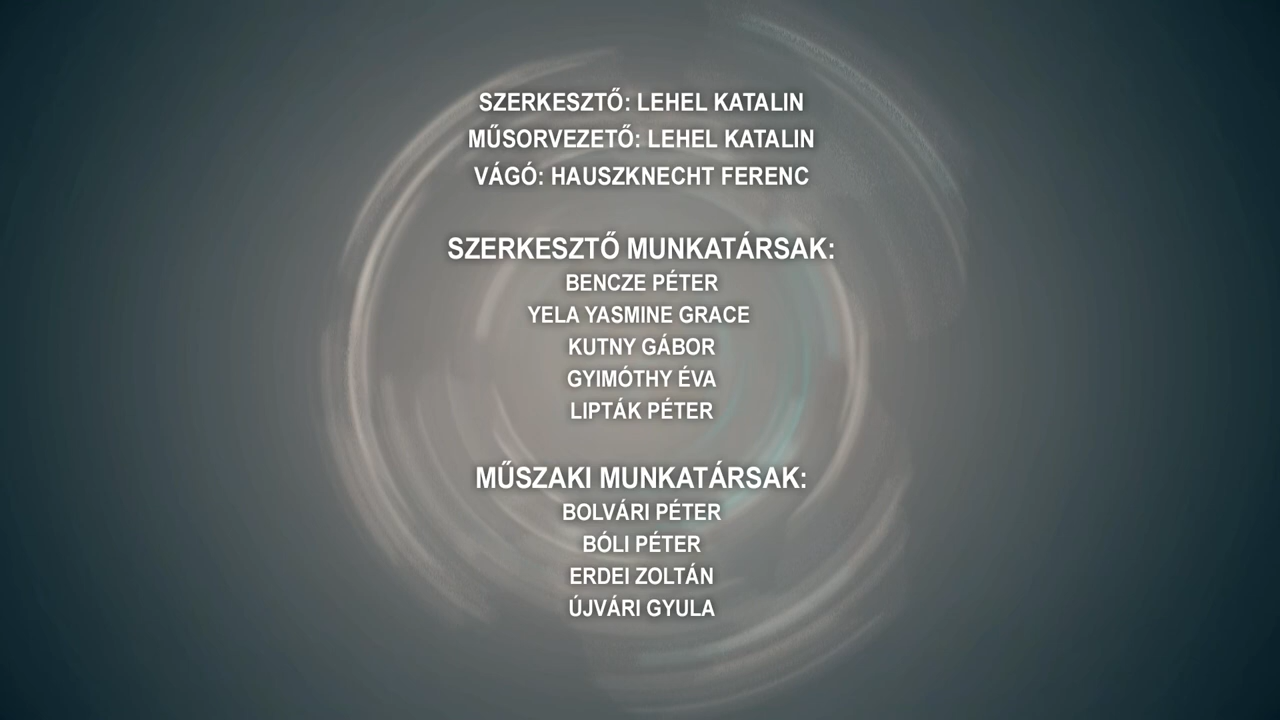 SZERKESZTŐ: LEHEL KATALIN
MŰSORVEZETŐ: LEHEL KATALIN
VÁGÓ: HAUSZKNECHT FERENC
SZERKESZTŐ MUNKATÁRSAK:
BENCZE PÉTER
YELA YASMINE GRACE
KUTNY GÁBOR
GYIMÓTHY ÉVA
LIPTÁK PÉTER
MŰSZAKI MUNKATÁRSAK:
BOLVÁRI PÉTER
BÓLI PÉTER
ERDEI ZOLTÁN
ÚJVÁRI GYULA